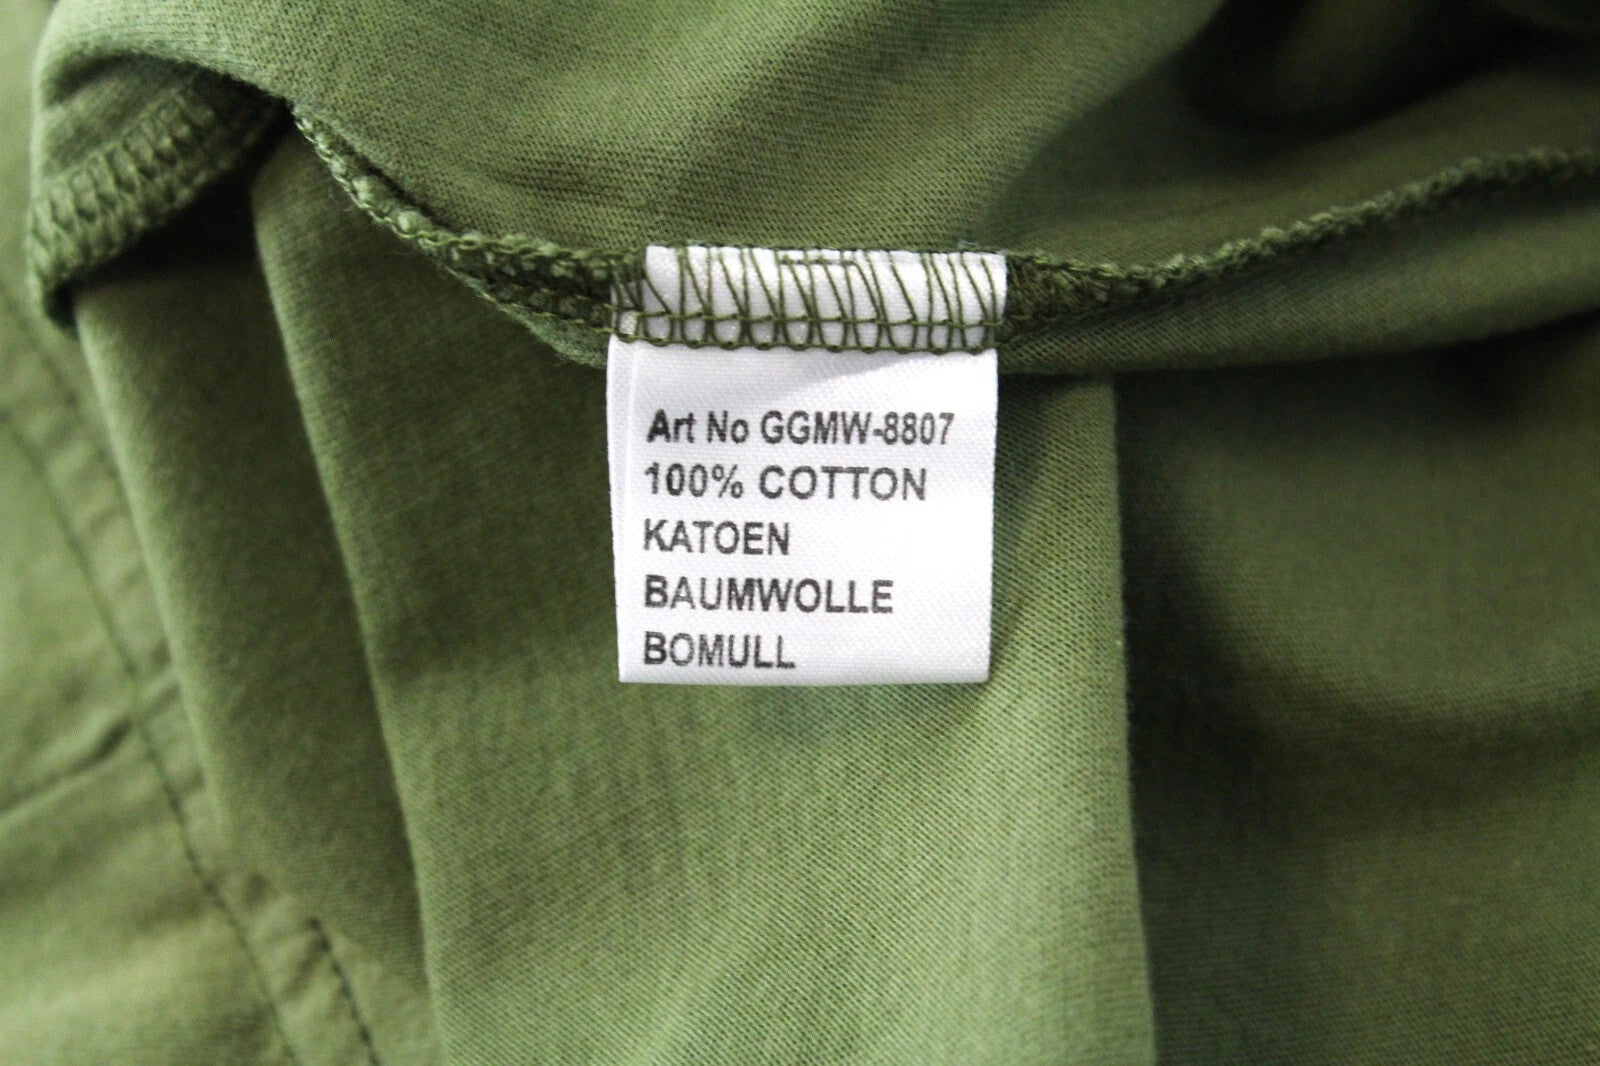 Art No GGMW-8807
100% COTTON
KATOEN
BAUMWOLLE
BOMULL